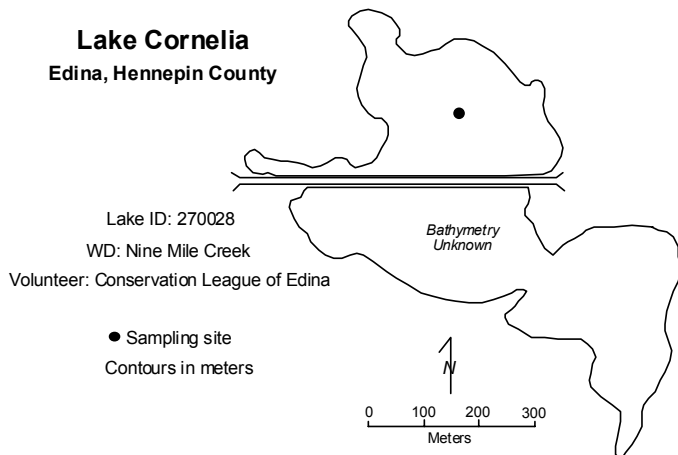 Lake Cornelia
Edina, Hennepin County
Lake ID: 270028
WD: Nine Mile Creek
Volunteer: Conservation League of Edina
Bathymetry
Unknown
Sampling site
Contours in meters
N
0 100 200 300
Meters